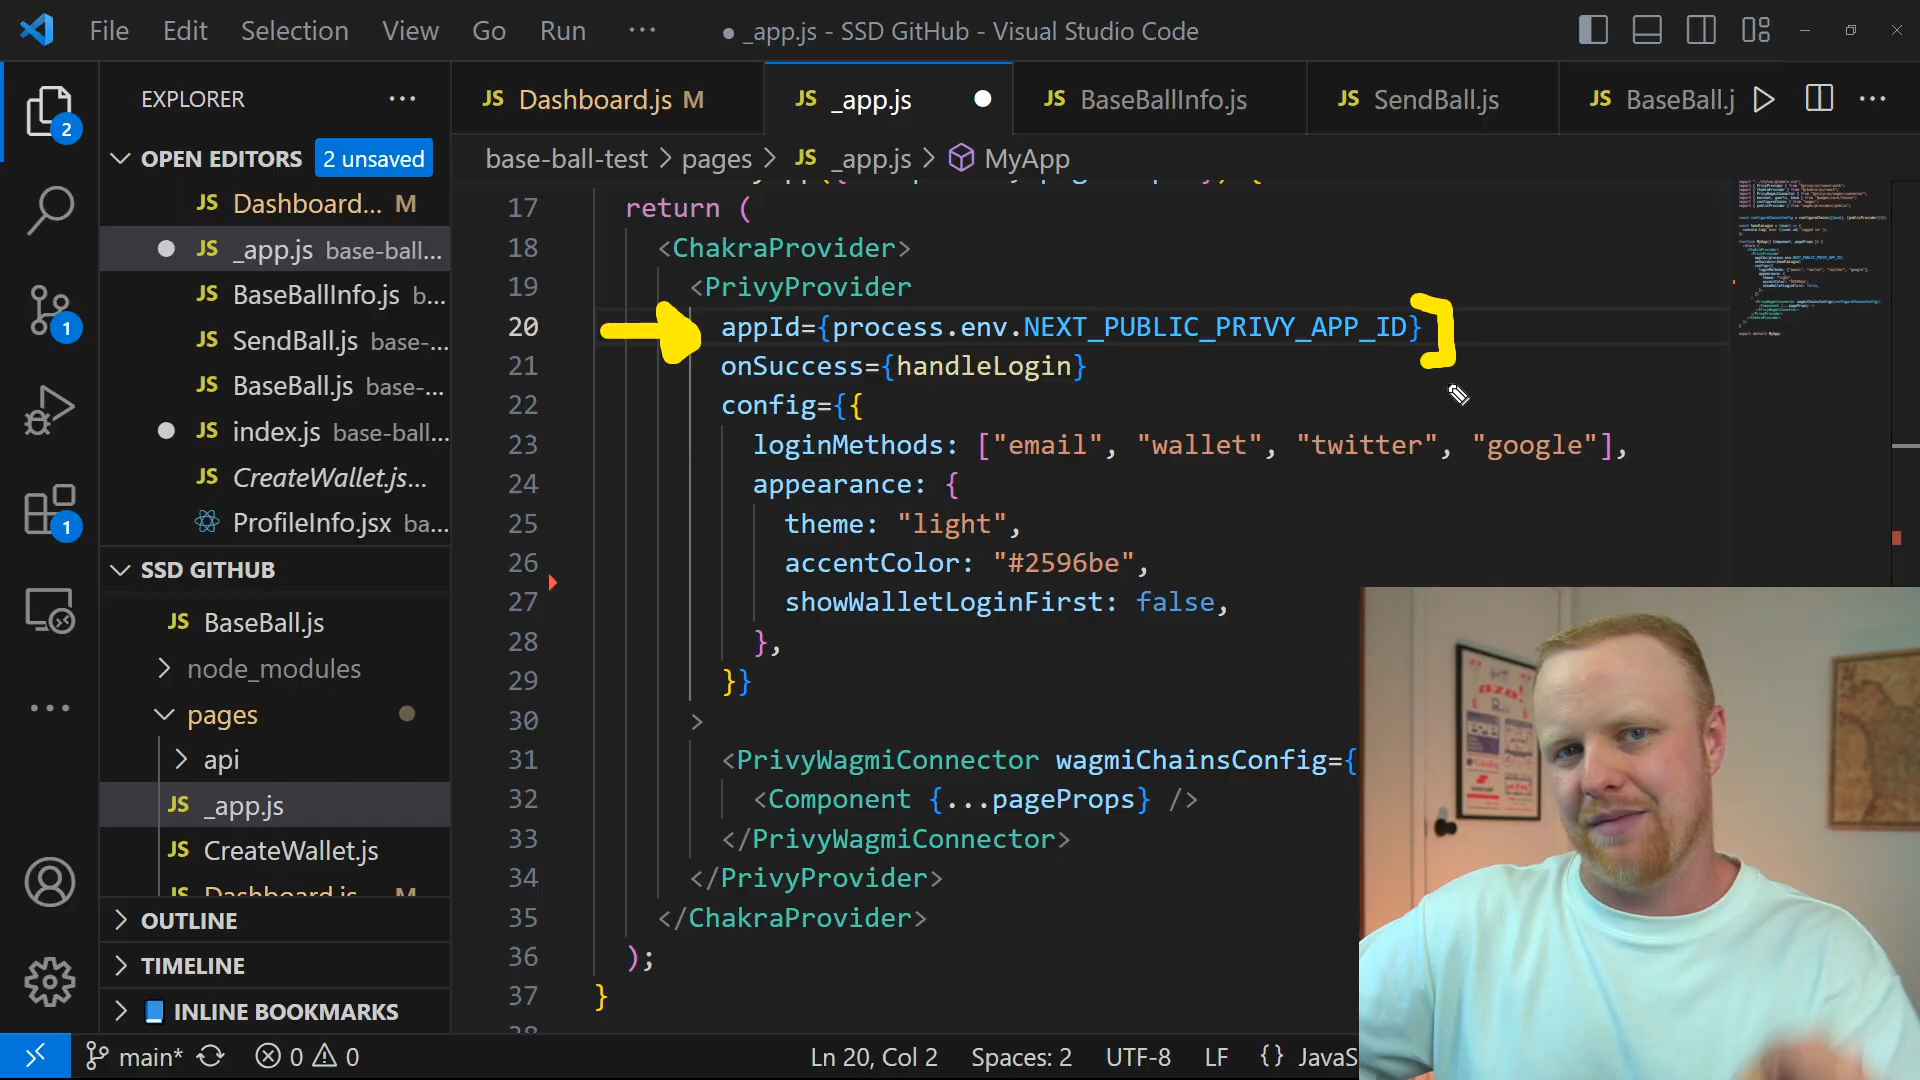 File Edit Selection View Go Run ··· ● _app.js - SSD GitHub - Visual Studio Code
EXPLORER ···
JS Dashboard.js M
JS _app.js
JS BaseBallInfo.js
JS SendBall.js
JS BaseBall.j
···
OPEN EDITORS 2 unsaved
base-ball-test > pages > JS _app.js > MyApp
JS Dashboard... M
JS _app.js base-ball...
JS BaseBallInfo.js b...
JS SendBall.js base-...
JS BaseBall.js base-...
JS index.js base-ball...
JS CreateWallet.js...
ProfileInfo.jsx ba...
SSD GITHUB
JS BaseBall.js
node_modules
pages
api
JS _app.js
JS CreateWallet.js
JS Dashboard.js M
OUTLINE
TIMELINE
INLINE BOOKMARKS
17 return (
18 <ChakraProvider>
19 <PrivyProvider
20 appId={process.env.NEXT_PUBLIC_PRIVY_APP_ID}
21 onSuccess={handleLogin}
22 config={{
23 loginMethods: ["email", "wallet", "twitter", "google"],
24 appearance: {
25 theme: "light",
26 accentColor: "#2596be",
27 showWalletLoginFirst: false,
28 },
29 }}
30 >
31 <PrivyWagmiConnector wagmiChainsConfig={
32 <Component {...pageProps} />
33 </PrivyWagmiConnector>
34 </PrivyProvider>
35 </ChakraProvider>
36 );
37 }
2
1
1
main* 0 0 Ln 20, Col 2 Spaces: 2 UTF-8 LF {} JavaS